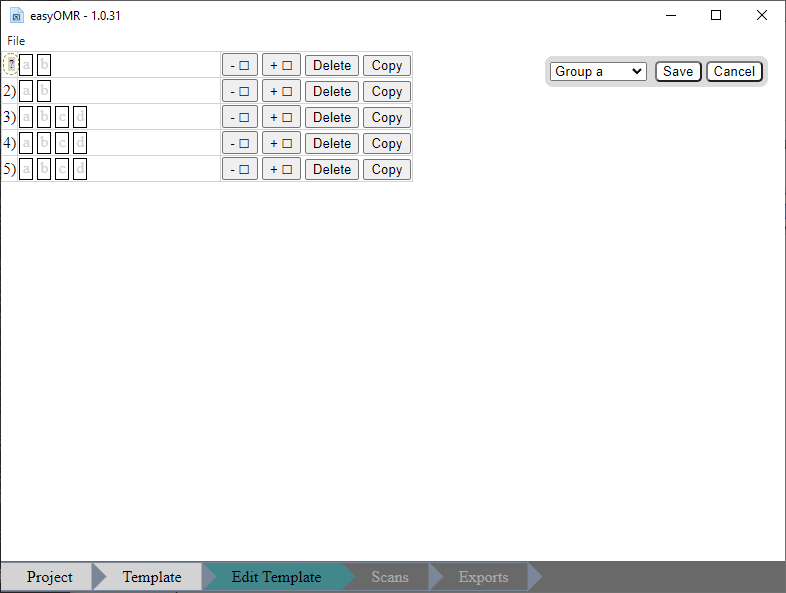 easyOMR - 1.0.31
File
? a b - □ + □ Delete Copy
2) a b - □ + □ Delete Copy
3) a b c d - □ + □ Delete Copy
4) a b c d - □ + □ Delete Copy
5) a b c d - □ + □ Delete Copy
Group a Save Cancel
Project Template Edit Template Scans Exports